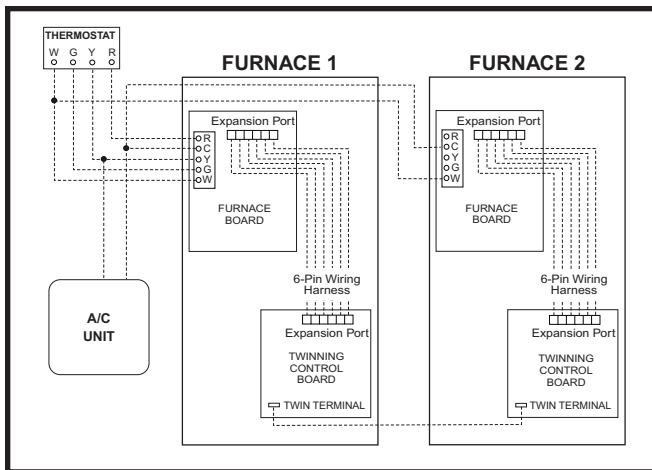 THERMOSTAT
W G Y R
FURNACE 1
FURNACE 2
Expansion Port
R
C
Y
G
W
FURNACE
BOARD
6-Pin Wiring
Harness
Expansion Port
TWINNING
CONTROL
BOARD
TWIN TERMINAL
Expansion Port
R
C
Y
G
W
FURNACE
BOARD
6-Pin Wiring
Harness
Expansion Port
TWINNING
CONTROL
BOARD
TWIN TERMINAL
A/C
UNIT